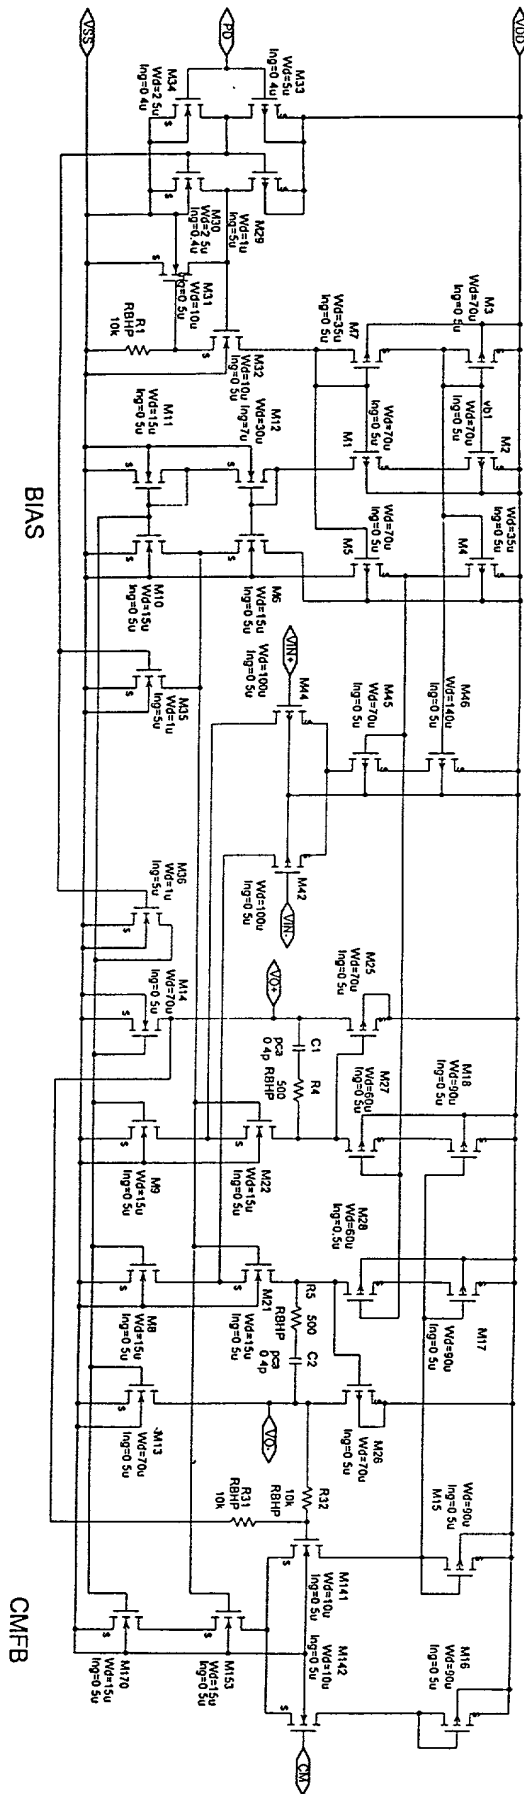 VDD
PD
VSS
M33
Wd=5u
lng=0.4u
M34
Wd=2.5u
lng=0.4u
M29
Wd=1u
lng=5u
M30
Wd=2.5u
lng=0.4u
M31
Wd=10u
lng=0.5u
R1
RBHP
10k
M32
Wd=10u
lng=0.5u
M3
Wd=70u
lng=0.5u
M7
Wd=35u
lng=0.5u
vb1
M2
Wd=70u
lng=0.5u
M1
Wd=70u
lng=0.5u
M12
Wd=30u
lng=7u
M11
Wd=15u
lng=0.5u
M4
Wd=35u
lng=0.5u
M5
Wd=70u
lng=0.5u
M6
Wd=15u
lng=0.5u
M10
Wd=15u
lng=0.5u
M35
Wd=1u
lng=5u
BIAS
M46
Wd=140u
lng=0.5u
M45
Wd=70u
lng=0.5u
M44
Wd=100u
lng=0.5u
VIN+
M42
Wd=100u
lng=0.5u
VIN-
M36
Wd=1u
lng=5u
M14
Wd=70u
lng=0.5u
VO+
M25
Wd=70u
lng=0.5u
C1
pca
0.4p
R4
500
RBHP
M18
Wd=90u
lng=0.5u
M27
Wd=60u
lng=0.5u
M22
Wd=15u
lng=0.5u
M9
Wd=15u
lng=0.5u
M17
Wd=90u
lng=0.5u
M28
Wd=60u
lng=0.5u
M21
Wd=15u
lng=0.5u
M8
Wd=15u
lng=0.5u
R5
500
RBHP
C2
pca
0.4p
M26
Wd=70u
lng=0.5u
VO-
M13
Wd=70u
lng=0.5u
R32
10k
RBHP
R31
RBHP
10k
M15
Wd=90u
lng=0.5u
M16
Wd=90u
lng=0.5u
M141
Wd=10u
lng=0.5u
M142
Wd=10u
lng=0.5u
CM
M153
Wd=15u
lng=0.5u
M170
Wd=15u
lng=0.5u
CMFB